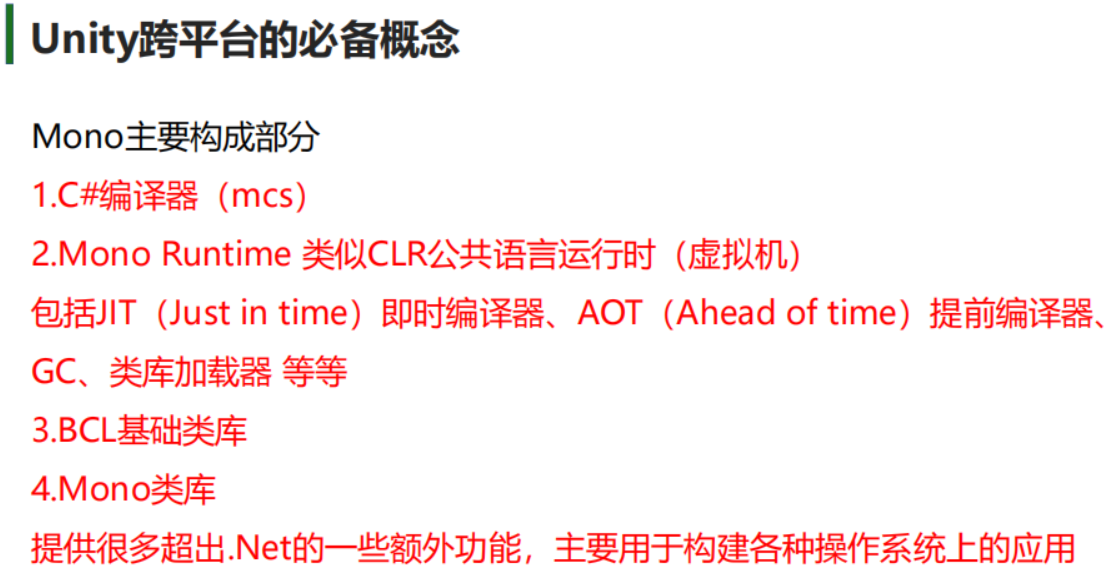 Unity跨平台的必备概念
Mono主要构成部分
1.C#编译器（mcs）
2.Mono Runtime 类似CLR公共语言运行时（虚拟机）
包括JIT（Just in time）即时编译器、AOT（Ahead of time）提前编译器、
GC、类库加载器 等等
3.BCL基础类库
4.Mono类库
提供很多超出.Net的一些额外功能，主要用于构建各种操作系统上的应用